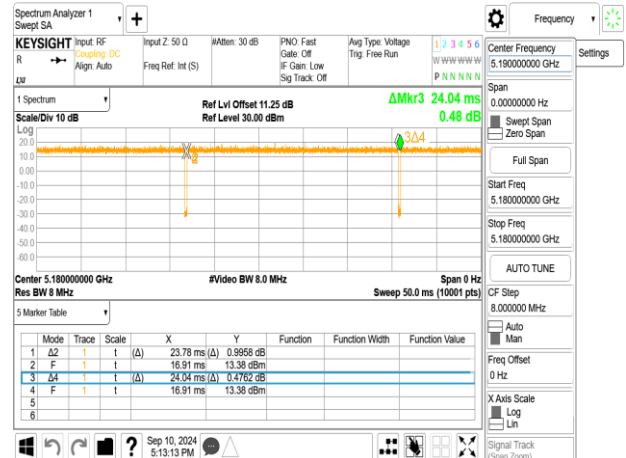 Spectrum Analyzer 1
Swept SA
+
Frequency
KEYSIGHT
R
Input: RF
Coupling: DC
Align: Auto
Input Z: 50 Ω
Freq Ref: Int (S)
#Atten: 30 dB
PNO: Fast
Gate: Off
IF Gain: Low
Sig Track: Off
Avg Type: Voltage
Trig: Free Run
1 2 3 4 5 6
W W W W W W
P N N N N N
Center Frequency
5.190000000 GHz
Settings
Span
0.00000000 Hz
Swept Span
Zero Span
Full Span
Start Freq
5.180000000 GHz
Stop Freq
5.180000000 GHz
AUTO TUNE
CF Step
8.000000 MHz
Auto
Man
Freq Offset
0 Hz
X Axis Scale
Log
Lin
Signal Track
(Span Zoom)
1 Spectrum
Scale/Div 10 dB
Ref Lvl Offset 11.25 dB
Ref Level 30.00 dBm
ΔMkr3 24.04 ms
0.48 dB
Log
20.0
10.0
0.00
-10.0
-20.0
-30.0
-40.0
-50.0
-60.0
3Δ4
Center 5.180000000 GHz
Res BW 8 MHz
#Video BW 8.0 MHz
Span 0 Hz
Sweep 50.0 ms (10001 pts)
5 Marker Table
Mode Trace Scale X Y Function Function Width Function Value
1 Δ2 1 t (Δ) 23.78 ms (Δ) 0.9958 dB
2 F 1 t 16.91 ms 13.38 dBm
3 Δ4 1 t (Δ) 24.04 ms (Δ) 0.4762 dB
4 F 1 t 16.91 ms 13.38 dBm
5
6
?
Sep 10, 2024
5:13:13 PM